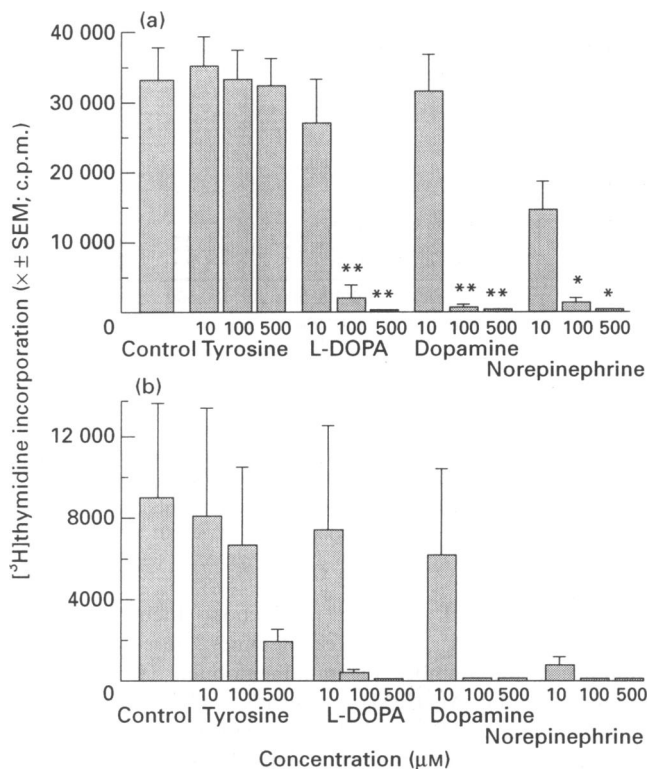 (a)
40 000
30 000
20 000
10 000
0
** ** ** ** * *
10 100 500 10 100 500 10 100 500 10 100 500
Control Tyrosine L-DOPA Dopamine
Norepinephrine
[³H]thymidine incorporation (× ± SEM; c.p.m.)
(b)
12 000
8000
4000
0
10 100 500 10 100 500 10 100 500 10 100 500
Control Tyrosine L-DOPA Dopamine
Norepinephrine
Concentration (μM)